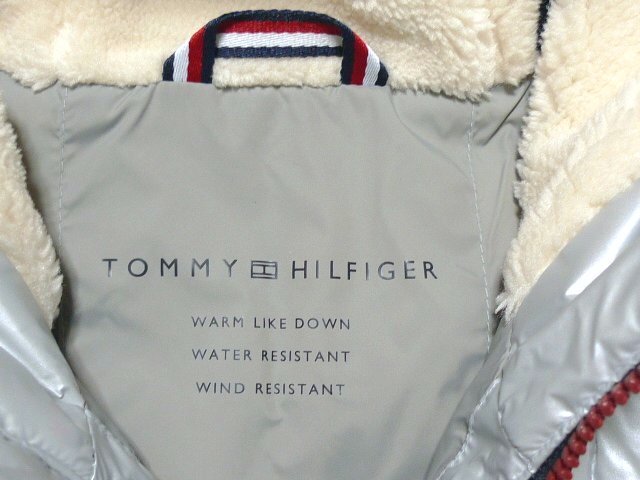 TOMMY HILFIGER
WARM LIKE DOWN
WATER RESISTANT
WIND RESISTANT